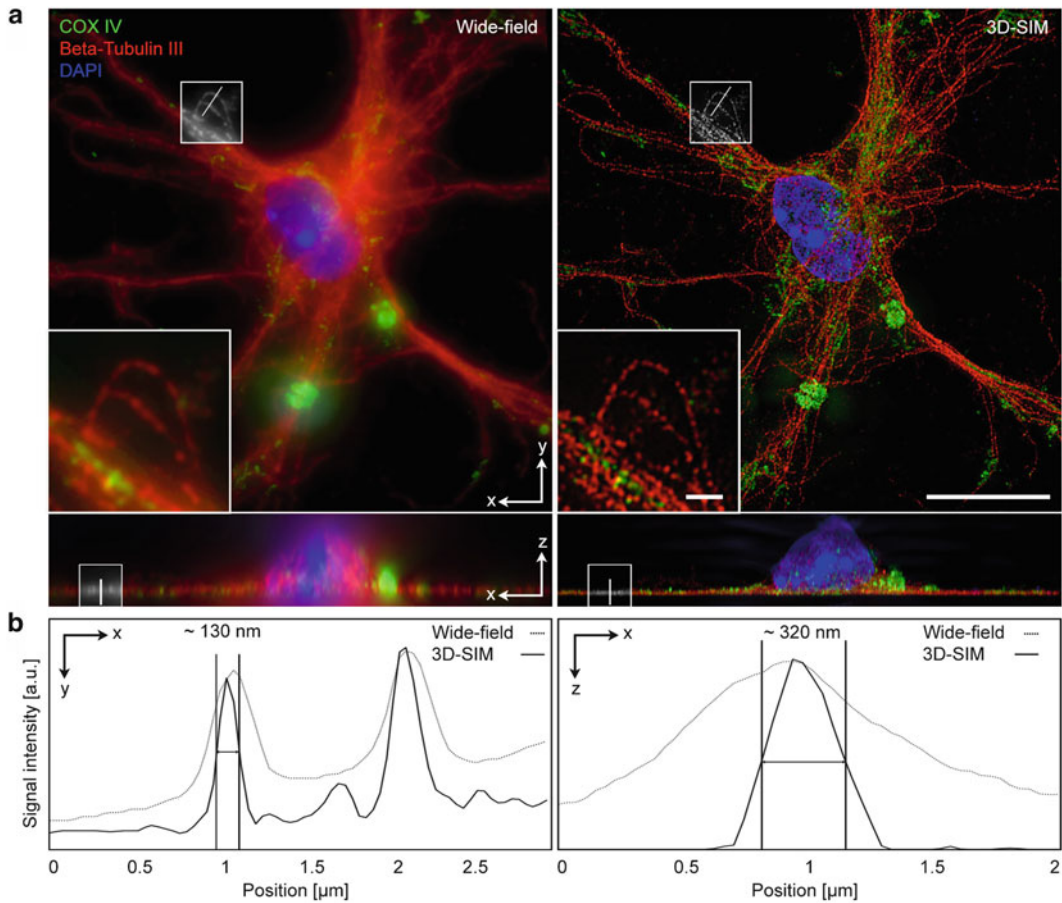 a
COX IV
Beta-Tubulin III
DAPI
Wide-field
3D-SIM
y
x
z
x
b
x
y
~ 130 nm
Wide-field
3D-SIM
x
z
~ 320 nm
Wide-field
3D-SIM
Signal intensity [a.u.]
0 0.5 1 1.5 2 2.5
Position [µm]
0 0.5 1 1.5 2
Position [µm]